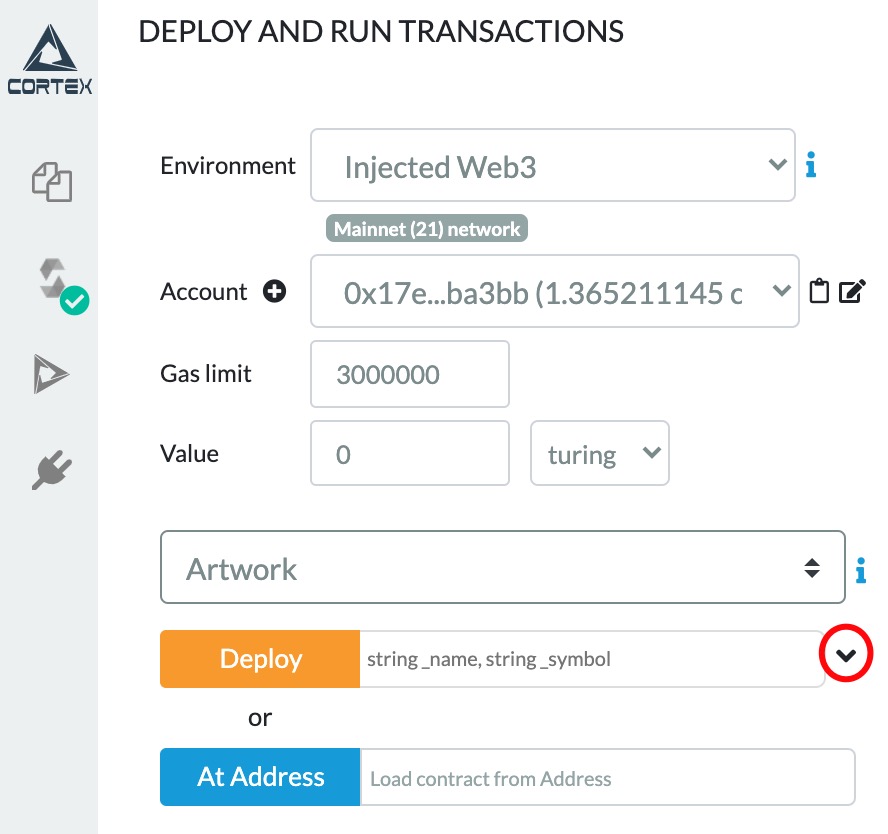 DEPLOY AND RUN TRANSACTIONS
CORTEX
Environment
Injected Web3
Mainnet (21) network
Account
0x17e...ba3bb (1.365211145 c
Gas limit
3000000
Value
0
turing
Artwork
Deploy
string _name, string _symbol
or
At Address
Load contract from Address